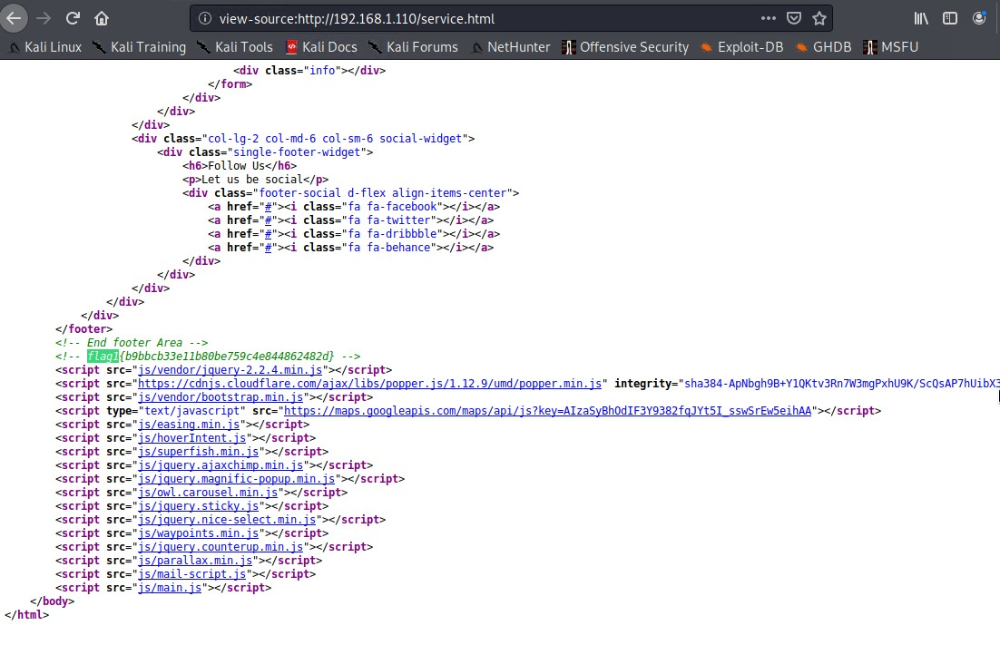 view-source:http://192.168.1.110/service.html
Kali Linux Kali Training Kali Tools Kali Docs Kali Forums NetHunter Offensive Security Exploit-DB GHDB MSFU
<div class="info"></div>
</form>
</div>
</div>
</div>
<div class="col-lg-2 col-md-6 col-sm-6 social-widget">
<div class="single-footer-widget">
<h6>Follow Us</h6>
<p>Let us be social</p>
<div class="footer-social d-flex align-items-center">
<a href="#"><i class="fa fa-facebook"></i></a>
<a href="#"><i class="fa fa-twitter"></i></a>
<a href="#"><i class="fa fa-dribbble"></i></a>
<a href="#"><i class="fa fa-behance"></i></a>
</div>
</div>
</div>
</div>
</div>
</footer>
<!-- End footer Area -->
<!-- flag1{b9bbcb33e11b80be759c4e844862482d} -->
<script src="js/vendor/jquery-2.2.4.min.js"></script>
<script src="https://cdnjs.cloudflare.com/ajax/libs/popper.js/1.12.9/umd/popper.min.js" integrity="sha384-ApNbgh9B+Y1QKtv3Rn7W3mgPxhU9K/ScQsAP7hUibX3
<script src="js/vendor/bootstrap.min.js"></script>
<script type="text/javascript" src="https://maps.googleapis.com/maps/api/js?key=AIzaSyBhOdIF3Y9382fqJYt5I_sswSrEw5eihAA"></script>
<script src="js/easing.min.js"></script>
<script src="js/hoverIntent.js"></script>
<script src="js/superfish.min.js"></script>
<script src="js/jquery.ajaxchimp.min.js"></script>
<script src="js/jquery.magnific-popup.min.js"></script>
<script src="js/owl.carousel.min.js"></script>
<script src="js/jquery.sticky.js"></script>
<script src="js/jquery.nice-select.min.js"></script>
<script src="js/waypoints.min.js"></script>
<script src="js/jquery.counterup.min.js"></script>
<script src="js/parallax.min.js"></script>
<script src="js/mail-script.js"></script>
<script src="js/main.js"></script>
</body>
</html>